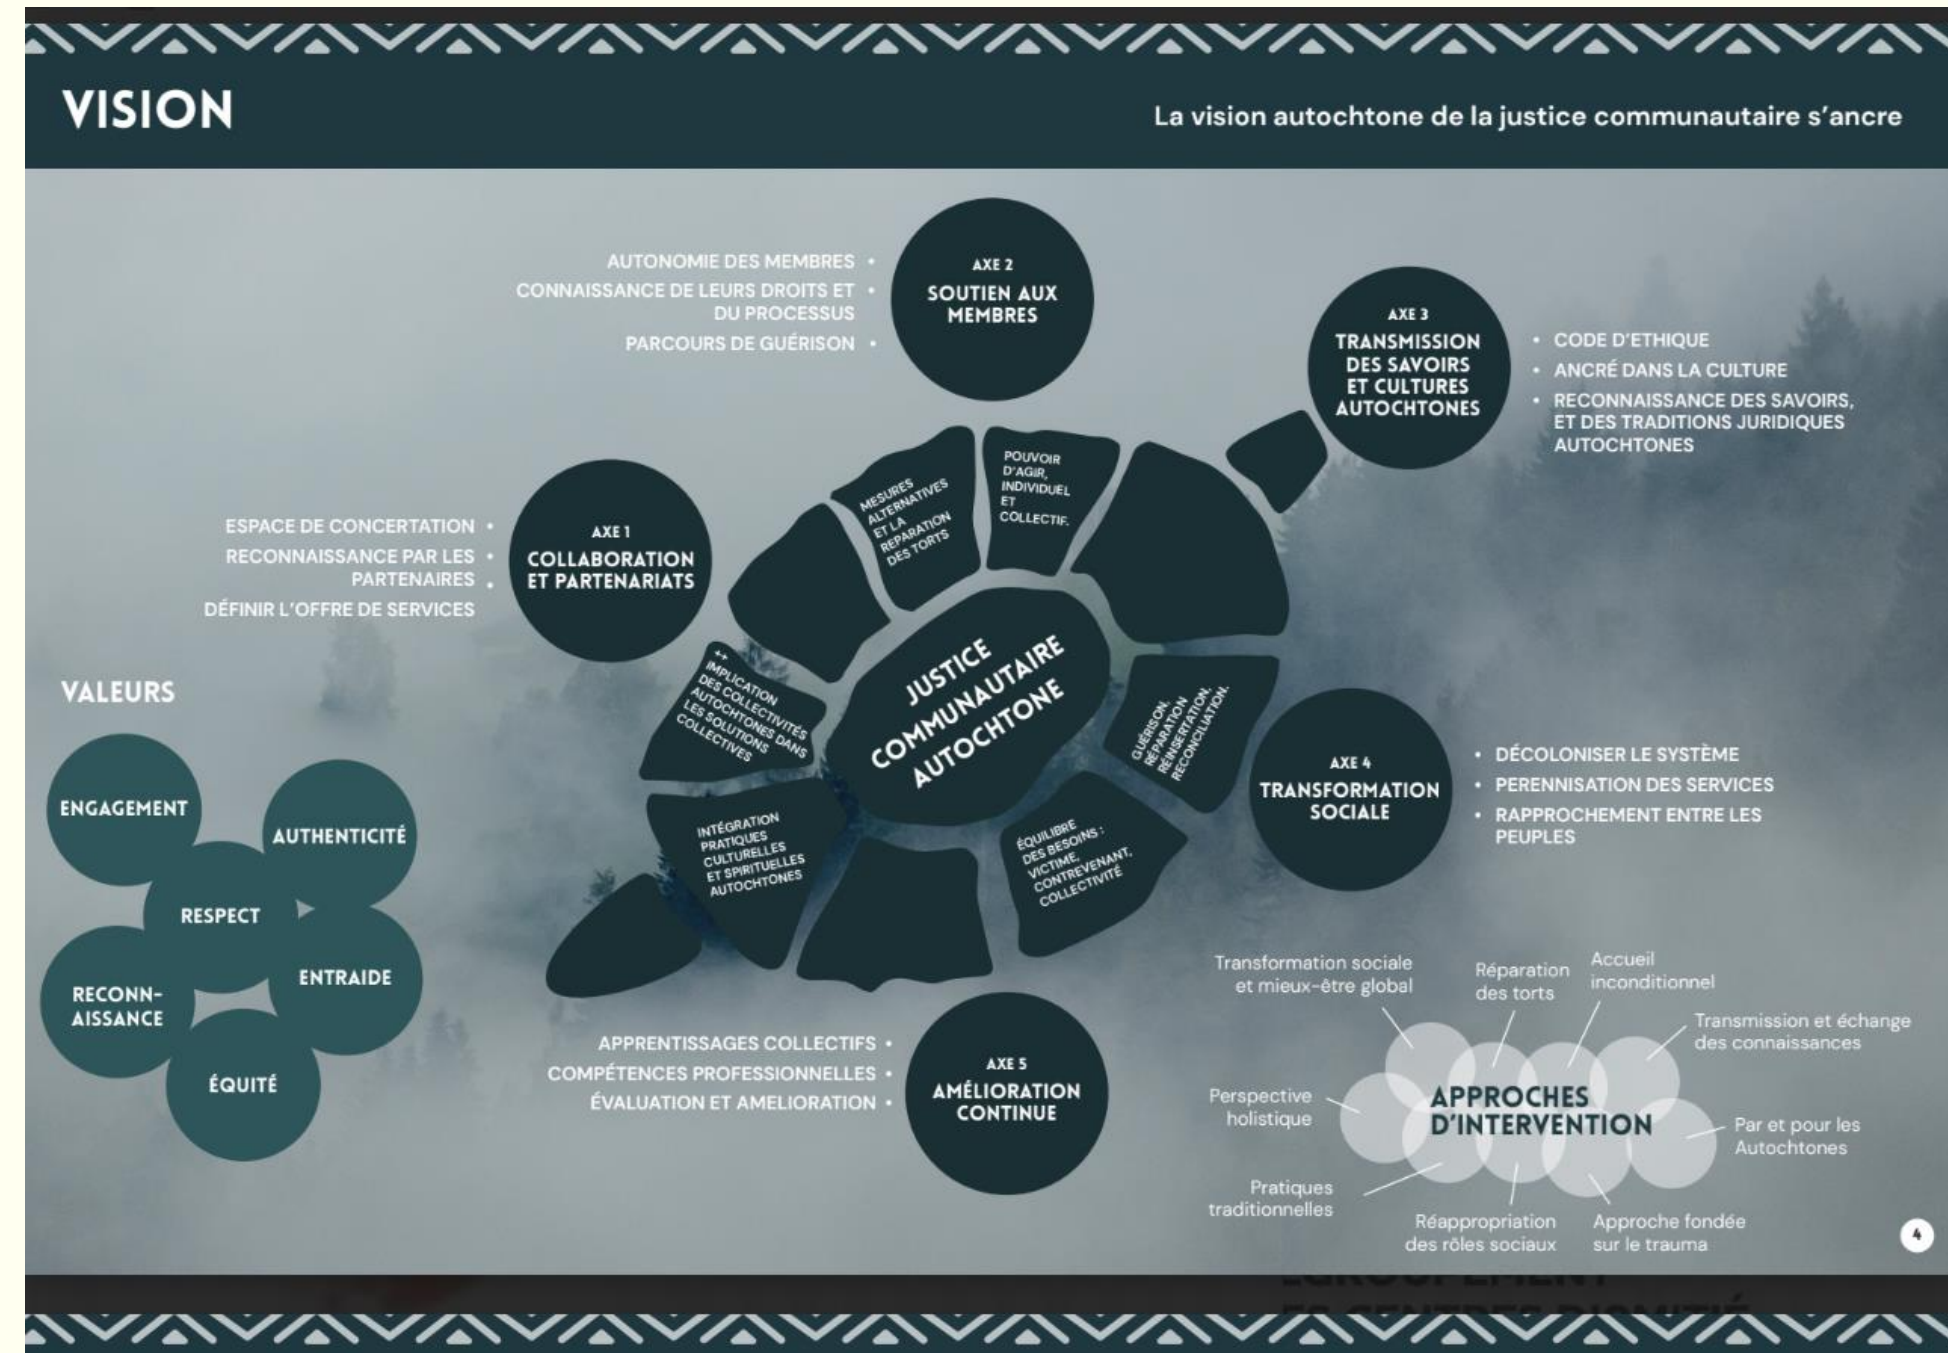 VISION
La vision autochtone de la justice communautaire s'ancre
AUTONOMIE DES MEMBRES •
CONNAISSANCE DE LEURS DROITS ET •
DU PROCESSUS
PARCOURS DE GUÉRISON •
AXE 2
SOUTIEN AUX
MEMBRES
AXE 3
TRANSMISSION
DES SAVOIRS
ET CULTURES
AUTOCHTONES
• CODE D'ETHIQUE
• ANCRÉ DANS LA CULTURE
• RECONNAISSANCE DES SAVOIRS,
ET DES TRADITIONS JURIDIQUES
AUTOCHTONES
ESPACE DE CONCERTATION •
RECONNAISSANCE PAR LES •
PARTENAIRES •
DÉFINIR L'OFFRE DE SERVICES
AXE 1
COLLABORATION
ET PARTENARIATS
MESURES
ALTERNATIVES
ET LA
REPARATION
DES TORTS
POUVOIR
D'AGIR,
INDIVIDUEL
ET
COLLECTIF.
++
IMPLICATION
DES COLLECTIVITÉS
AUTOCHTONES DANS
LES SOLUTIONS
COLLECTIVES
JUSTICE
COMMUNAUTAIRE
AUTOCHTONE
GUÉRISON,
RÉPARATION
RÉINSERTATION,
RECONCILIATION.
INTÉGRATION
PRATIQUES
CULTURELLES
ET SPIRITUELLES
AUTOCHTONES
ÉQUILIBRE
DES BESOINS :
VICTIME,
CONTREVENANT,
COLLECTIVITÉ
AXE 4
TRANSFORMATION
SOCIALE
• DÉCOLONISER LE SYSTÈME
• PERENNISATION DES SERVICES
• RAPPROCHEMENT ENTRE LES
PEUPLES
VALEURS
ENGAGEMENT
AUTHENTICITÉ
RESPECT
ENTRAIDE
RECONN-
AISSANCE
ÉQUITÉ
APPRENTISSAGES COLLECTIFS •
COMPÉTENCES PROFESSIONNELLES •
ÉVALUATION ET AMELIORATION •
AXE 5
AMÉLIORATION
CONTINUE
Transformation sociale
et mieux-être global
Réparation
des torts
Accueil
inconditionnel
Transmission et échange
des connaissances
Perspective
holistique
APPROCHES
D'INTERVENTION
Par et pour les
Autochtones
Pratiques
traditionnelles
Réappropriation
des rôles sociaux
Approche fondée
sur le trauma
4